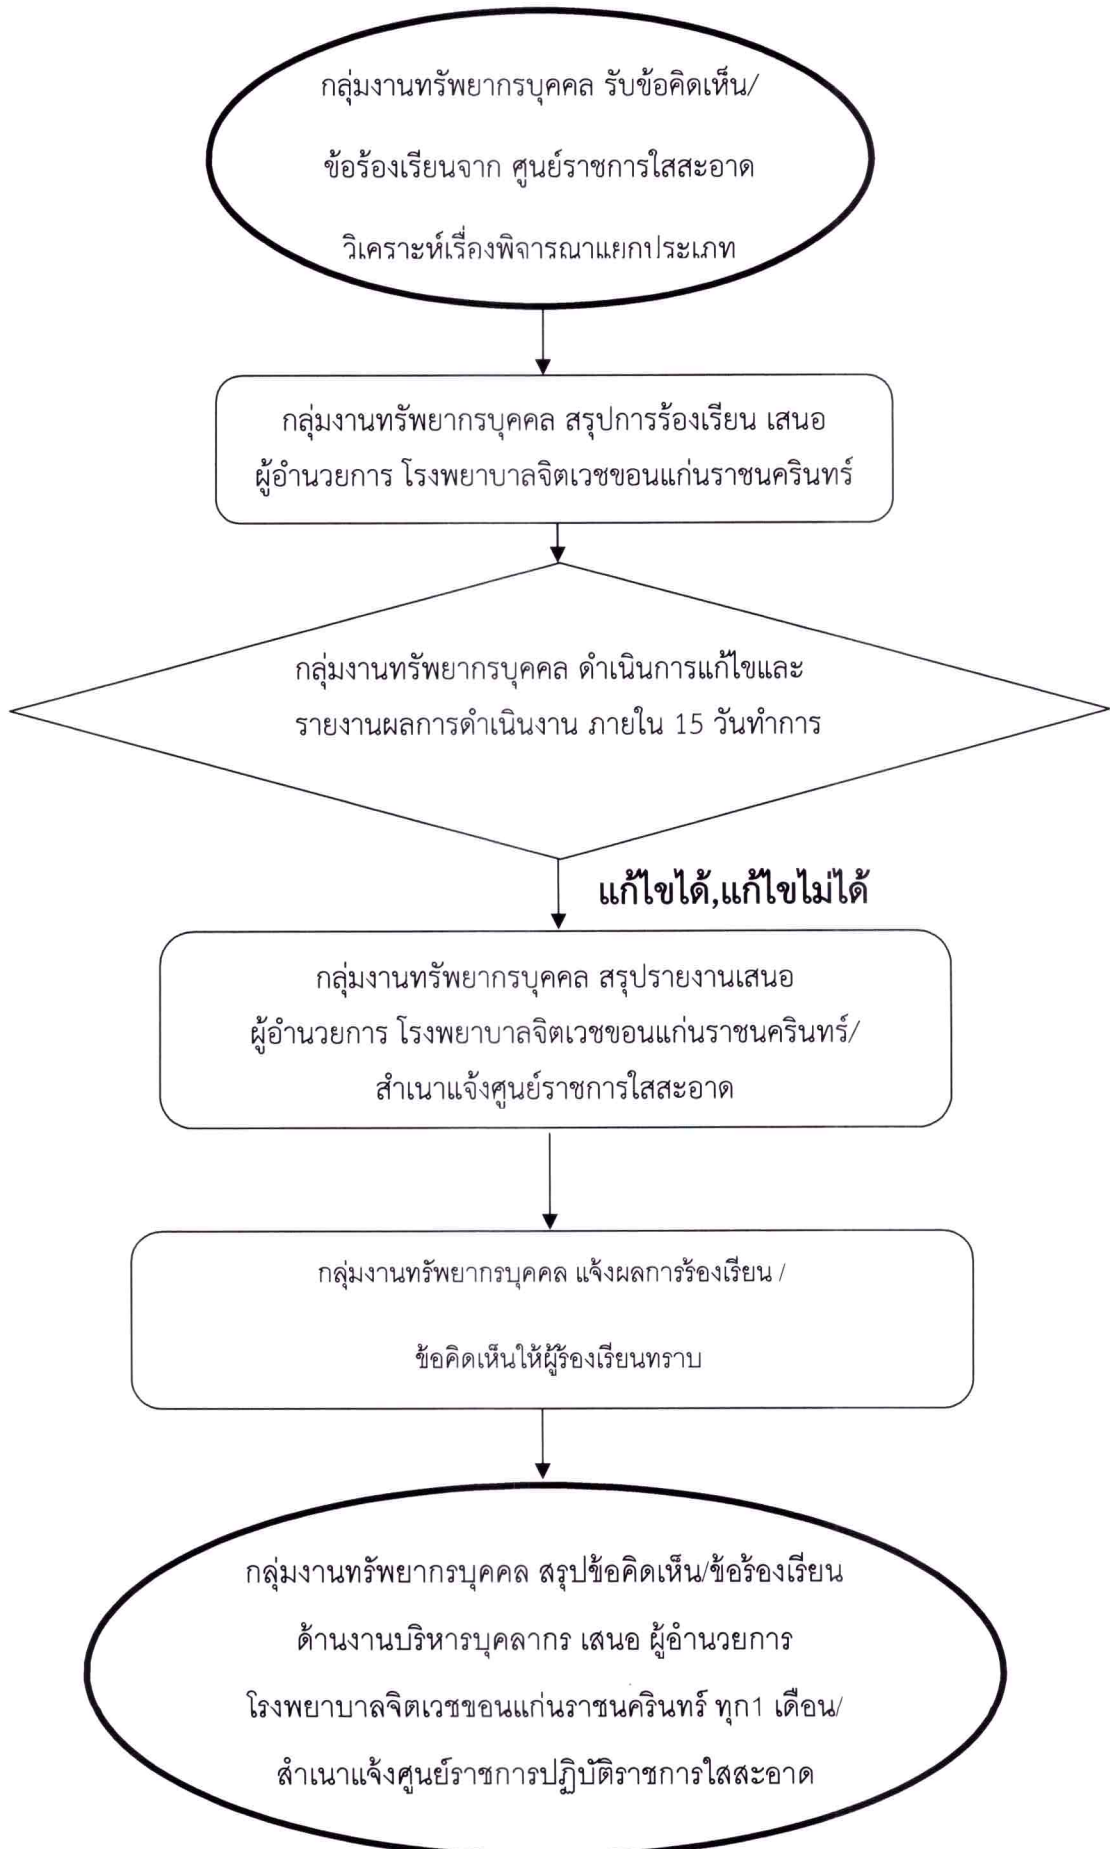 กลุ่มงานทรัพยากรบุคคล รับข้อคิดเห็น/
ข้อร้องเรียนจาก ศูนย์ราชการใสสะอาด
วิเคราะห์เรื่องพิจารณาแยกประเภท
กลุ่มงานทรัพยากรบุคคล สรุปการร้องเรียน เสนอ
ผู้อำนวยการ โรงพยาบาลจิตเวชขอนแก่นราชนครินทร์
กลุ่มงานทรัพยากรบุคคล ดำเนินการแก้ไขและ
รายงานผลการดำเนินงาน ภายใน 15 วันทำการ
แก้ไขได้,แก้ไขไม่ได้
กลุ่มงานทรัพยากรบุคคล สรุปรายงานเสนอ
ผู้อำนวยการ โรงพยาบาลจิตเวชขอนแก่นราชนครินทร์/
สำเนาแจ้งศูนย์ราชการใสสะอาด
กลุ่มงานทรัพยากรบุคคล แจ้งผลการร้องเรียน /
ข้อคิดเห็นให้ผู้ร้องเรียนทราบ
กลุ่มงานทรัพยากรบุคคล สรุปข้อคิดเห็น/ข้อร้องเรียน
ด้านงานบริหารบุคลากร เสนอ ผู้อำนวยการ
โรงพยาบาลจิตเวชขอนแก่นราชนครินทร์ ทุก1 เดือน/
สำเนาแจ้งศูนย์ราชการปฏิบัติราชการใสสะอาด